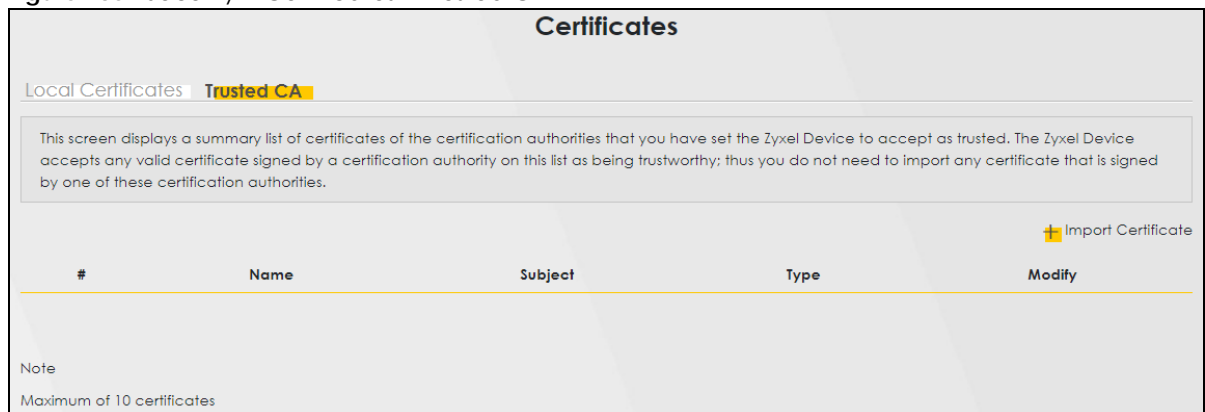 Certificates
Local Certificates Trusted CA
This screen displays a summary list of certificates of the certification authorities that you have set the Zyxel Device to accept as trusted. The Zyxel Device
accepts any valid certificate signed by a certification authority on this list as being trustworthy; thus you do not need to import any certificate that is signed
by one of these certification authorities.
+ Import Certificate
# Name Subject Type Modify
Note
Maximum of 10 certificates